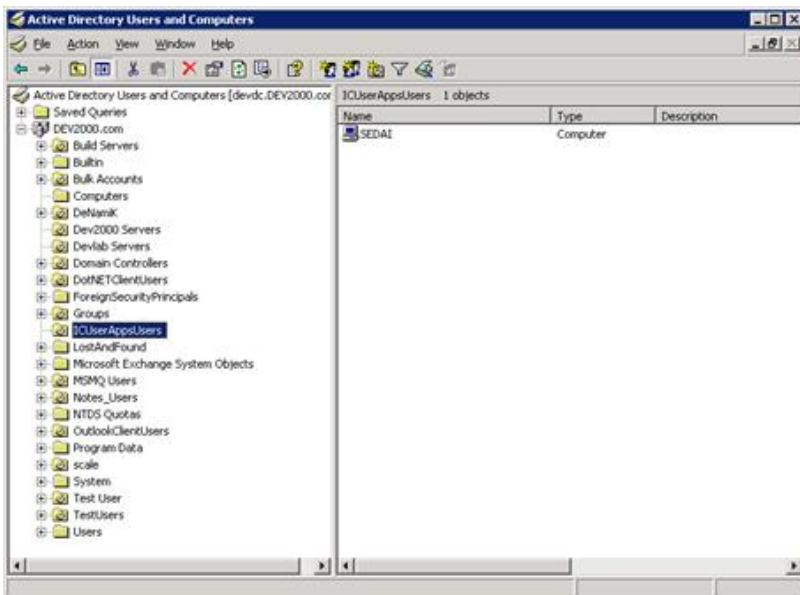 Active Directory Users and Computers
File Action View Window Help
Active Directory Users and Computers [devdc.DEV2000.com
Saved Queries
DEV2000.com
Build Servers
Builtin
Bulk Accounts
Computers
DeNamiK
Dev2000 Servers
Devlab Servers
Domain Controllers
DotNETClientUsers
ForeignSecurityPrincipals
Groups
ICUserAppsUsers
LostAndFound
Microsoft Exchange System Objects
MSMQ Users
Notes_Users
NTDS Quotas
OutlookClientUsers
Program Data
scale
System
Test User
TestUsers
Users
ICUserAppsUsers 1 objects
Name Type Description
SEDAI Computer